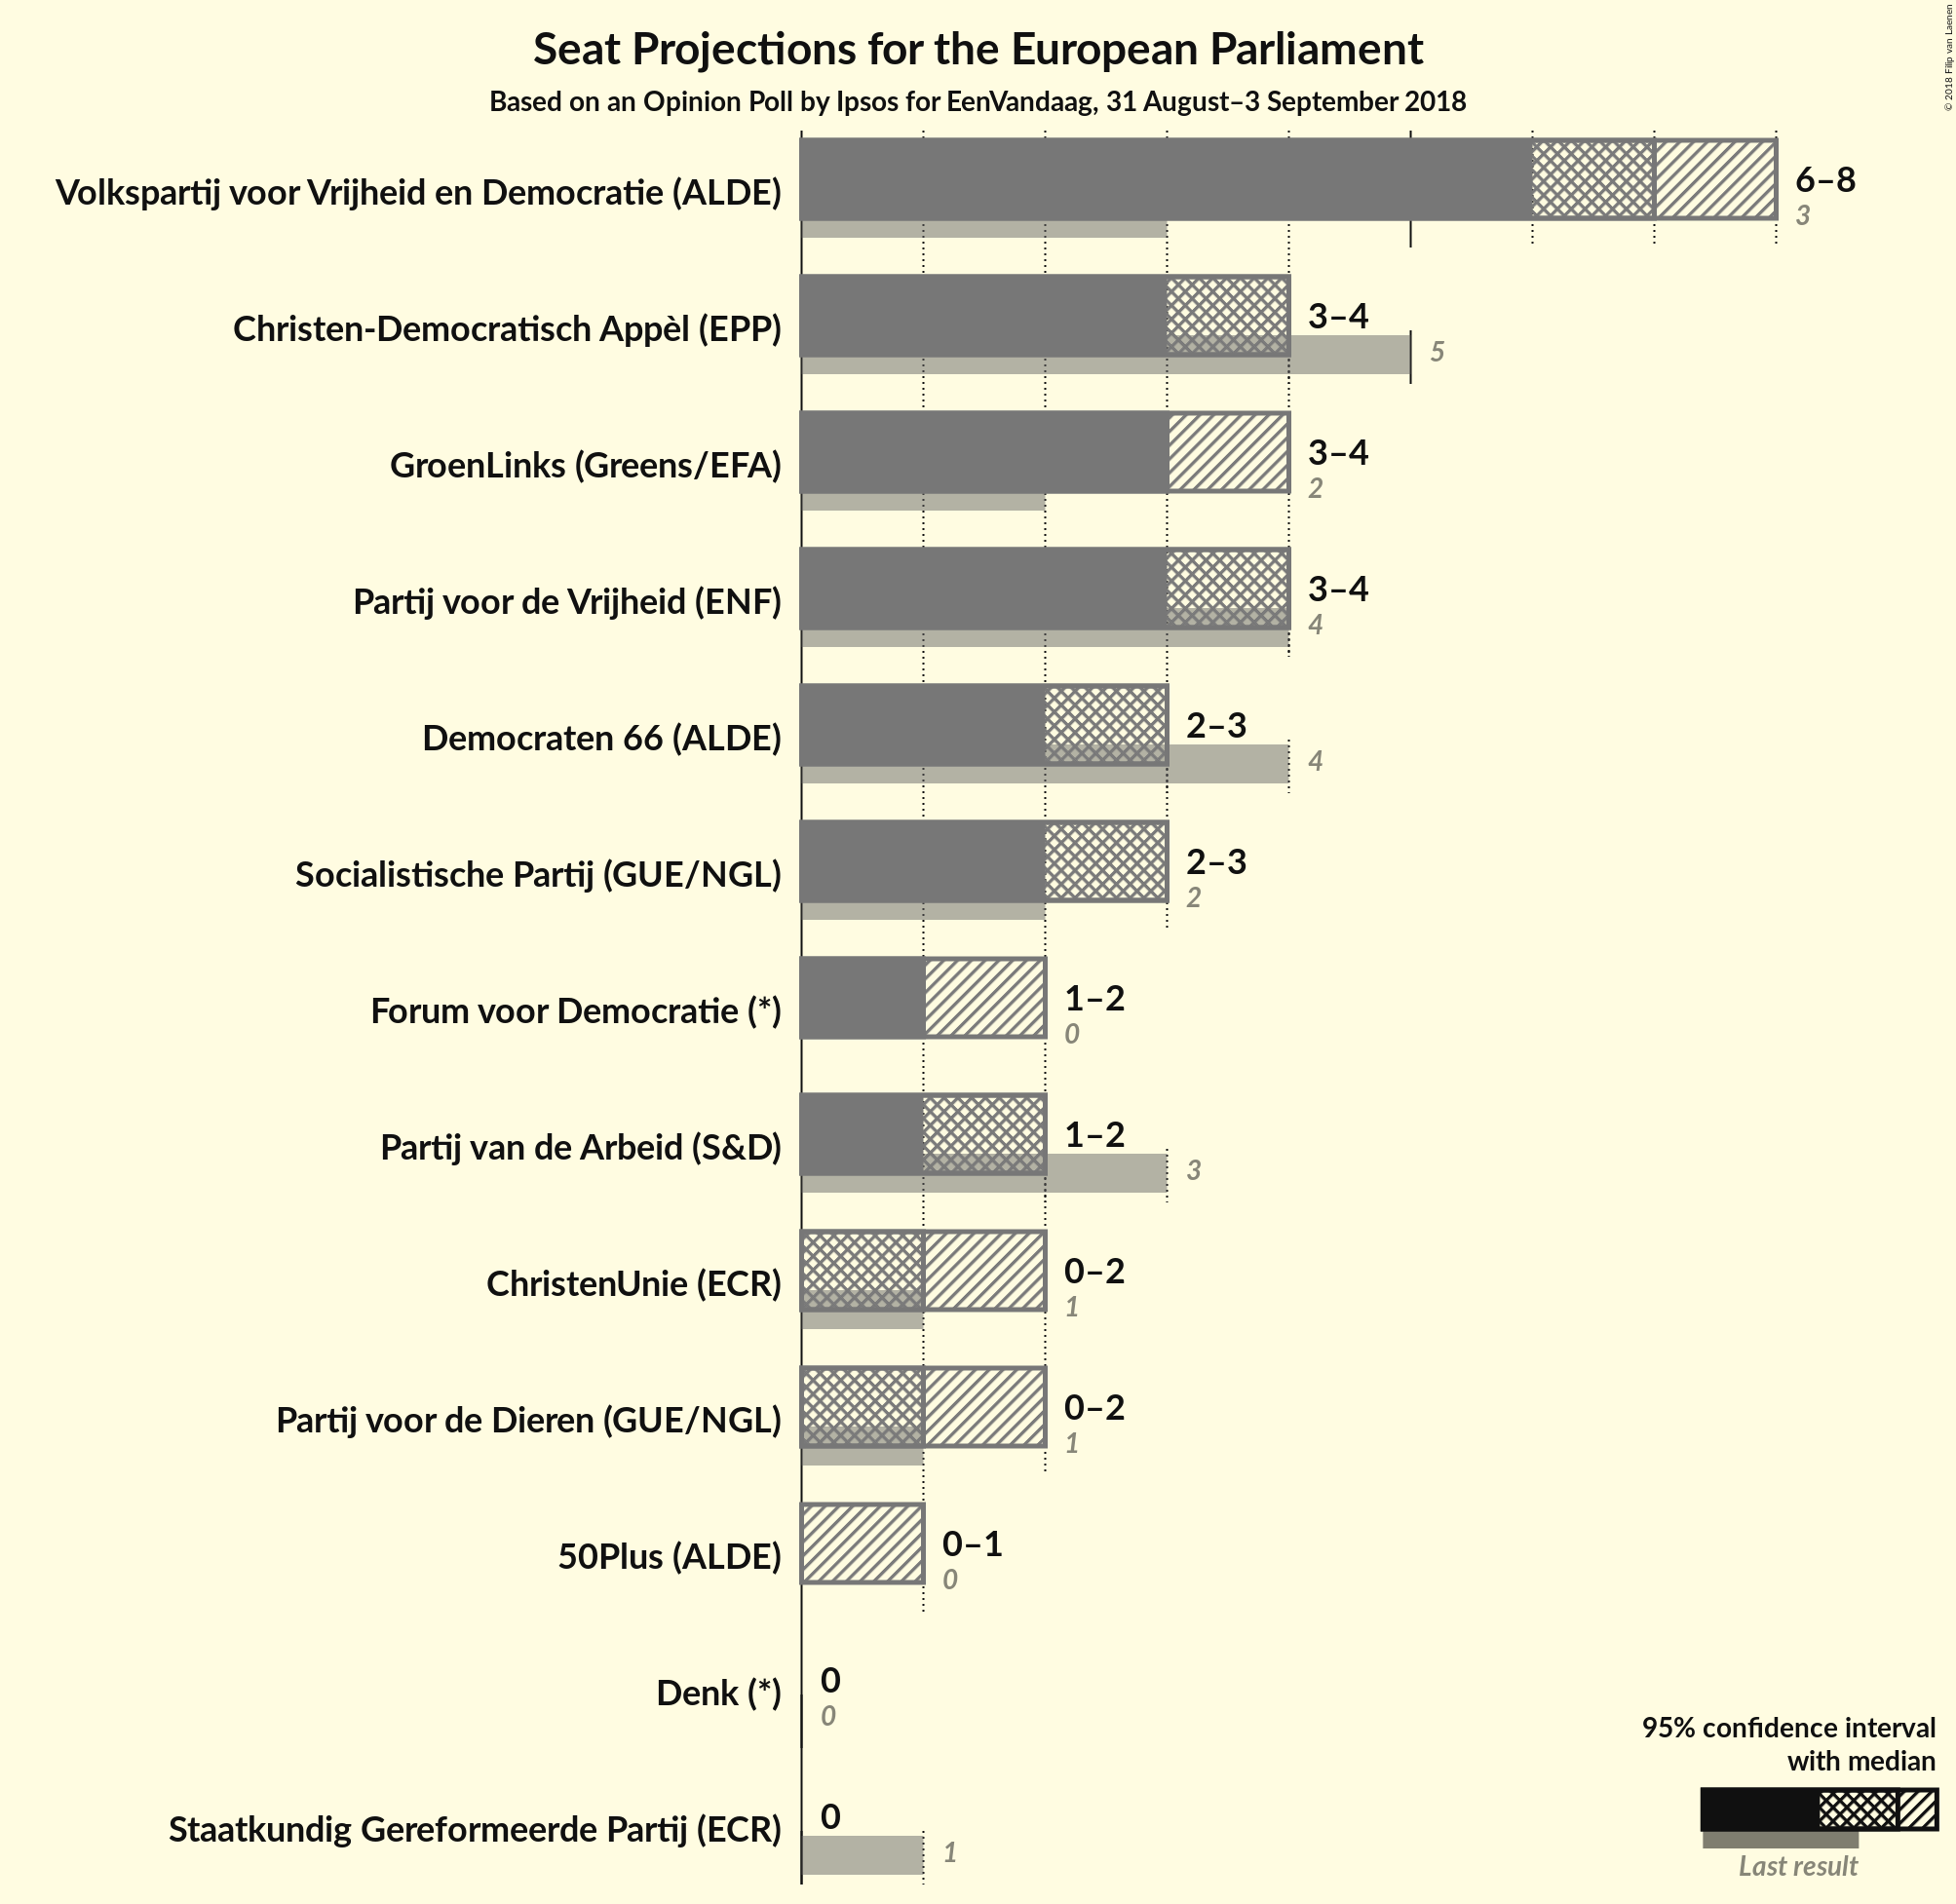 Seat Projections for the European Parliament
Based on an Opinion Poll by Ipsos for EenVandaag, 31 August–3 September 2018
© 2018 Filip van Laenen
Volkspartij voor Vrijheid en Democratie (ALDE)
6–8
3
Christen-Democratisch Appèl (EPP)
3–4
5
GroenLinks (Greens/EFA)
3–4
2
Partij voor de Vrijheid (ENF)
3–4
4
Democraten 66 (ALDE)
2–3
4
Socialistische Partij (GUE/NGL)
2–3
2
Forum voor Democratie (*)
1–2
0
Partij van de Arbeid (S&D)
1–2
3
ChristenUnie (ECR)
0–2
1
Partij voor de Dieren (GUE/NGL)
0–2
1
50Plus (ALDE)
0–1
0
Denk (*)
0
0
Staatkundig Gereformeerde Partij (ECR)
0
1
95% confidence interval
with median
Last result